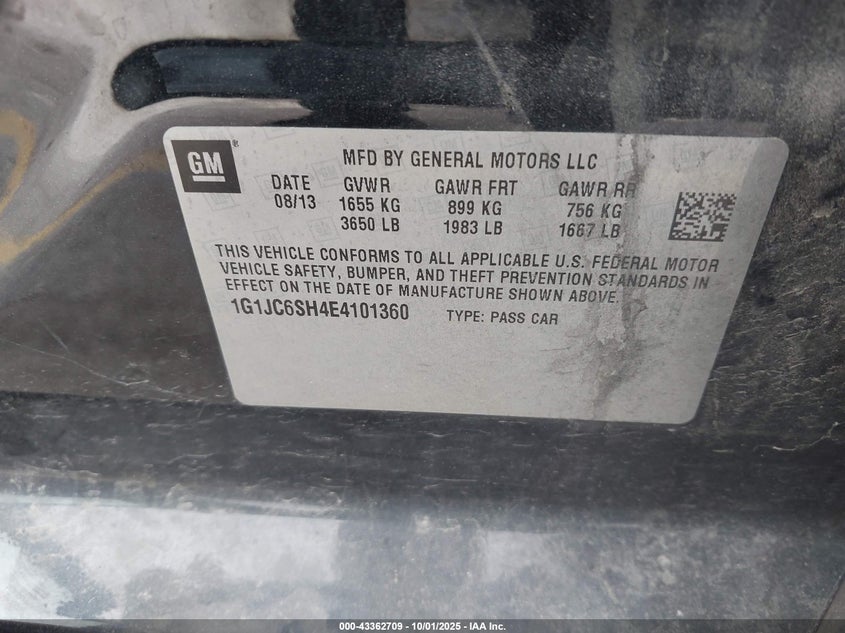 GM
MFD BY GENERAL MOTORS LLC
DATE GVWR GAWR FRT GAWR RR
08/13 1655 KG 899 KG 756 KG
3650 LB 1983 LB 1667 LB
THIS VEHICLE CONFORMS TO ALL APPLICABLE U.S. FEDERAL MOTOR
VEHICLE SAFETY, BUMPER, AND THEFT PREVENTION STANDARDS IN
EFFECT ON THE DATE OF MANUFACTURE SHOWN ABOVE.
1G1JC6SH4E4101360 TYPE: PASS CAR
000-43362709 - 10/01/2025 - IAA Inc.